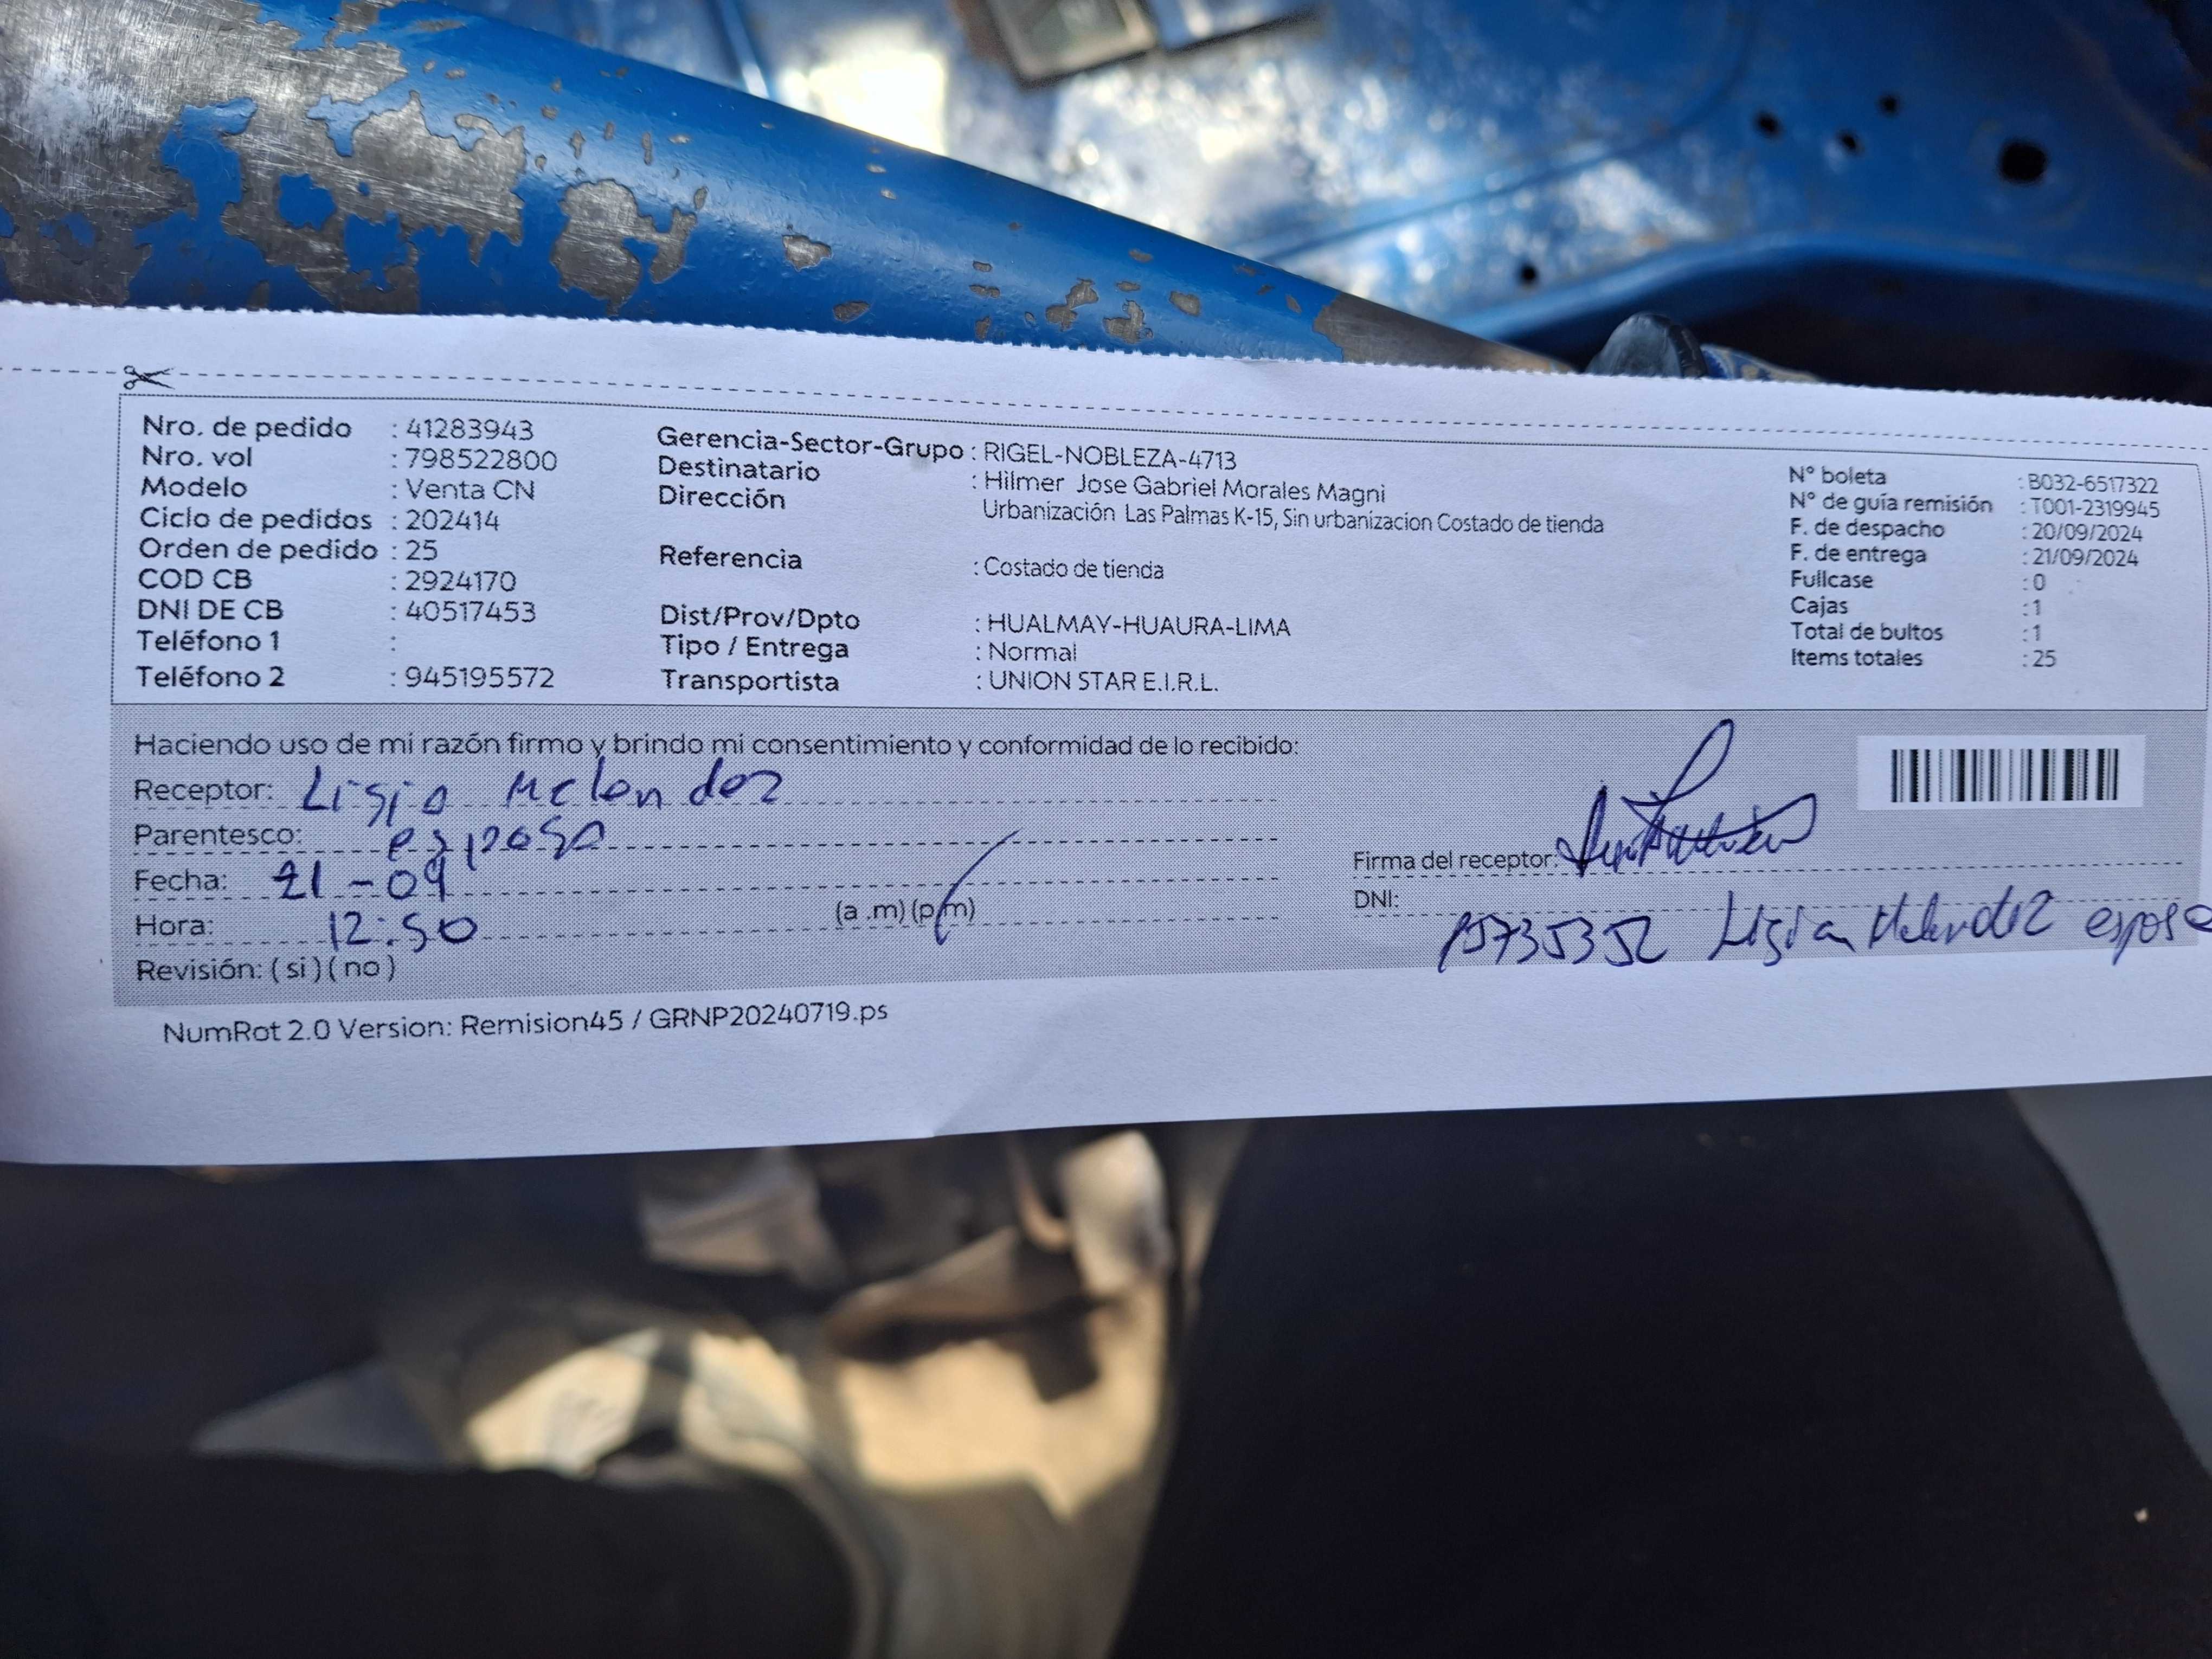 Nro. de pedido : 41283943
Nro. vol : 798522800
Modelo : Venta CN
Ciclo de pedidos : 202414
Orden de pedido : 25
COD CB : 2924170
DNI DE CB : 40517453
Teléfono 1 :
Teléfono 2 : 945195572
Gerencia-Sector-Grupo : RIGEL-NOBLEZA-4713
Destinatario : Hilmer Jose Gabriel Morales Magni
Dirección Urbanización Las Palmas K-15, Sin urbanizacion Costado de tienda
Referencia : Costado de tienda
Dist/Prov/Dpto : HUALMAY-HUAURA-LIMA
Tipo / Entrega : Normal
Transportista : UNION STAR E.I.R.L.
N° boleta : B032-6517322
N° de guía remisión : T001-2319945
F. de despacho : 20/09/2024
F. de entrega : 21/09/2024
Fullcase : 0
Cajas : 1
Total de bultos : 1
Items totales : 25
Haciendo uso de mi razón firmo y brindo mi consentimiento y conformidad de lo recibido:
Receptor: Ligia Melendez
Parentesco: esposa
Fecha: 21-09
Hora: 12:50 (a.m) (p.m)
Revisión: (si) (no)
Firma del receptor:
DNI: 15735352 Ligia Melendez esposa
NumRot 2.0 Version: Remision45 / GRNP20240719.ps